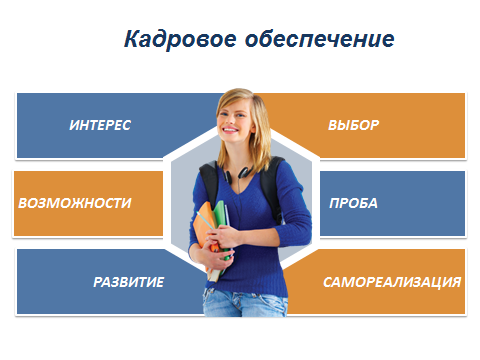 Кадровое обеспечение
ИНТЕРЕС
ВЫБОР
ВОЗМОЖНОСТИ
ПРОБА
РАЗВИТИЕ
САМОРЕАЛИЗАЦИЯ